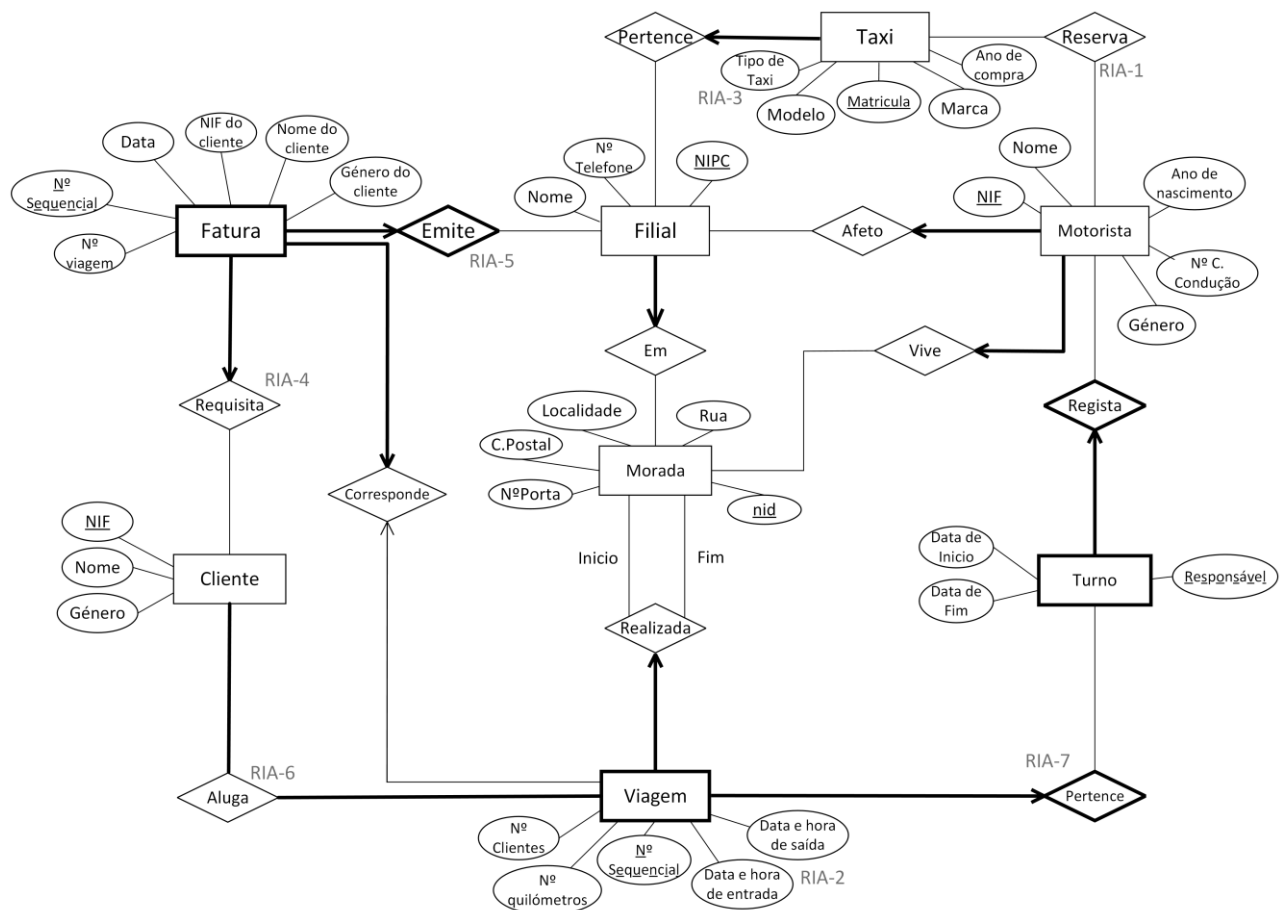 Pertence
Taxi
Reserva
RIA-1
Tipo de
Taxi
RIA-3
Modelo
Matricula
Marca
Ano de
compra
Data
NIF do
cliente
Nome do
cliente
Género do
cliente
Nº
Sequencial
Nº
viagem
Fatura
Emite
RIA-5
Nome
Nº
Telefone
NIPC
Filial
Afeto
NIF
Nome
Ano de
nascimento
Motorista
Nº C.
Condução
Género
Em
Vive
RIA-4
Requisita
Regista
Localidade
Rua
C.Postal
Morada
NºPorta
nid
Corresponde
Inicio
Fim
NIF
Nome
Género
Cliente
Data de
Inicio
Data de
Fim
Turno
Responsável
Realizada
RIA-6
Aluga
Viagem
RIA-7
Pertence
Nº
Clientes
Nº
quilómetros
Nº
Sequencial
Data e hora
de entrada
Data e hora
de saída
RIA-2